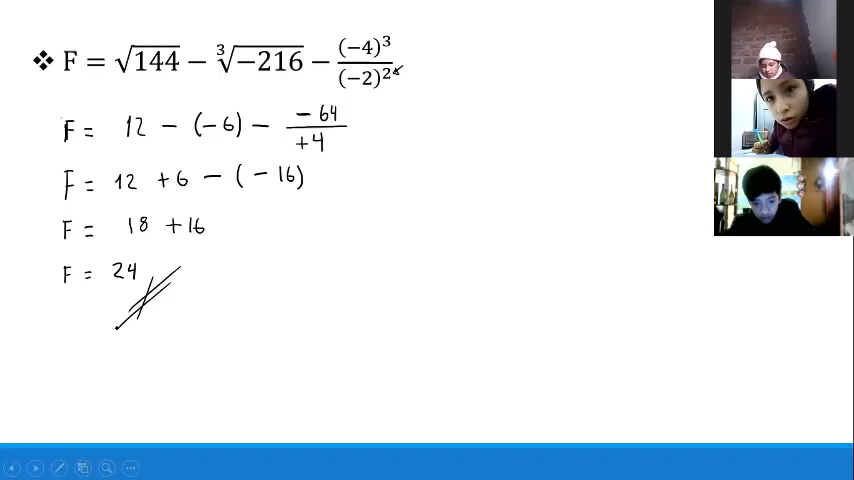 ❖ F = √144 − ∛−216 − (−4)³/(−2)²
F = 12 − (−6) − −64/+4
F = 12 + 6 − (−16)
F = 18 + 16
F = 24